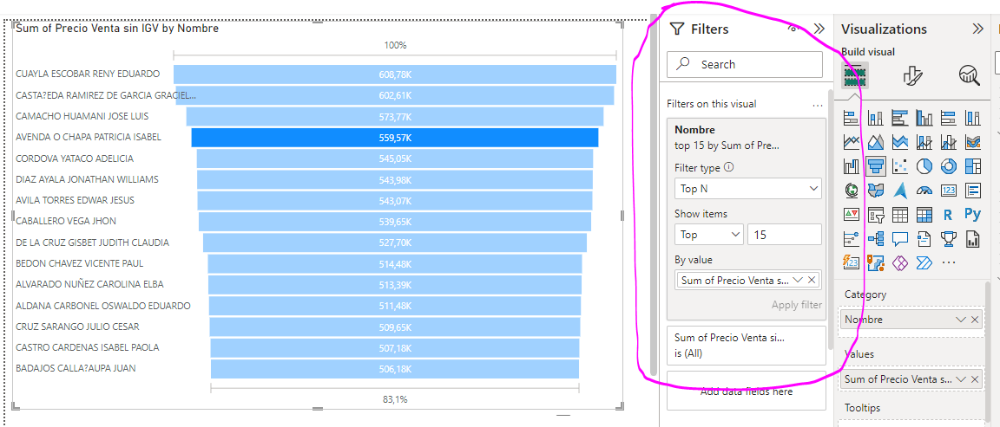 Sum of Precio Venta sin IGV by Nombre
100%
CUAYLA ESCOBAR RENY EDUARDO 608,78K
CASTA?EDA RAMIREZ DE GARCIA GRACIEL... 602,61K
CAMACHO HUAMANI JOSE LUIS 573,77K
AVENDA O CHAPA PATRICIA ISABEL 559,57K
CORDOVA YATACO ADELICIA 545,05K
DIAZ AYALA JONATHAN WILLIAMS 543,98K
AVILA TORRES EDWAR JESUS 543,07K
CABALLERO VEGA JHON 539,65K
DE LA CRUZ GISBET JUDITH CLAUDIA 527,70K
BEDON CHAVEZ VICENTE PAUL 514,48K
ALVARADO NUÑEZ CAROLINA ELBA 513,39K
ALDANA CARBONEL OSWALDO EDUARDO 511,48K
CRUZ SARANGO JULIO CESAR 509,65K
CASTRO CARDENAS ISABEL PAOLA 507,18K
BADAJOS CALLA?AUPA JUAN 506,18K
83,1%
Filters
Search
Filters on this visual ...
Nombre
top 15 by Sum of Pre...
Filter type
Top N
Show items
Top 15
By value
Sum of Precio Venta s...
Apply filter
Sum of Precio Venta si...
is (All)
Add data fields here
Visualizations
Build visual
123
R Py
123
...
Category
Nombre
Values
Sum of Precio Venta s...
Tooltips